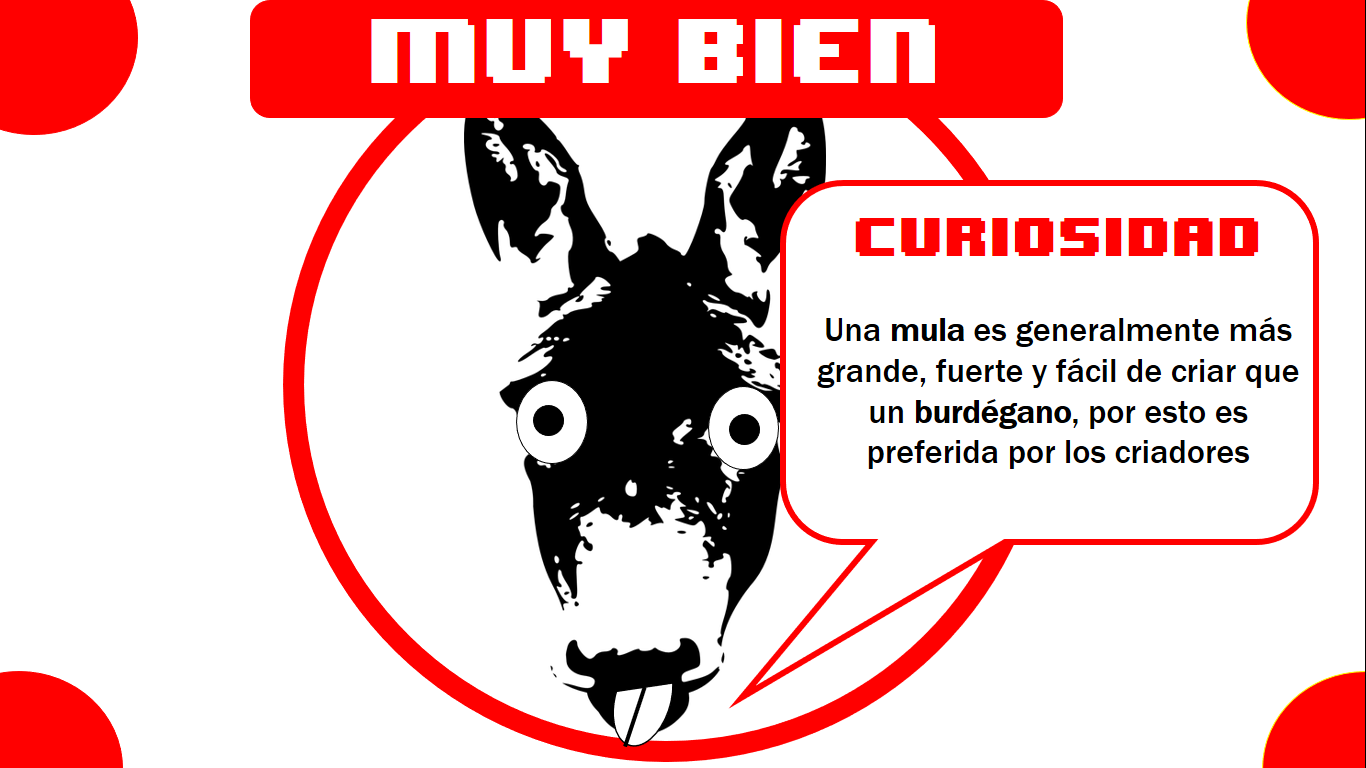 MUY BIEN
CURIOSIDAD
Una mula es generalmente más
grande, fuerte y fácil de criar que
un burdégano, por esto es
preferida por los criadores